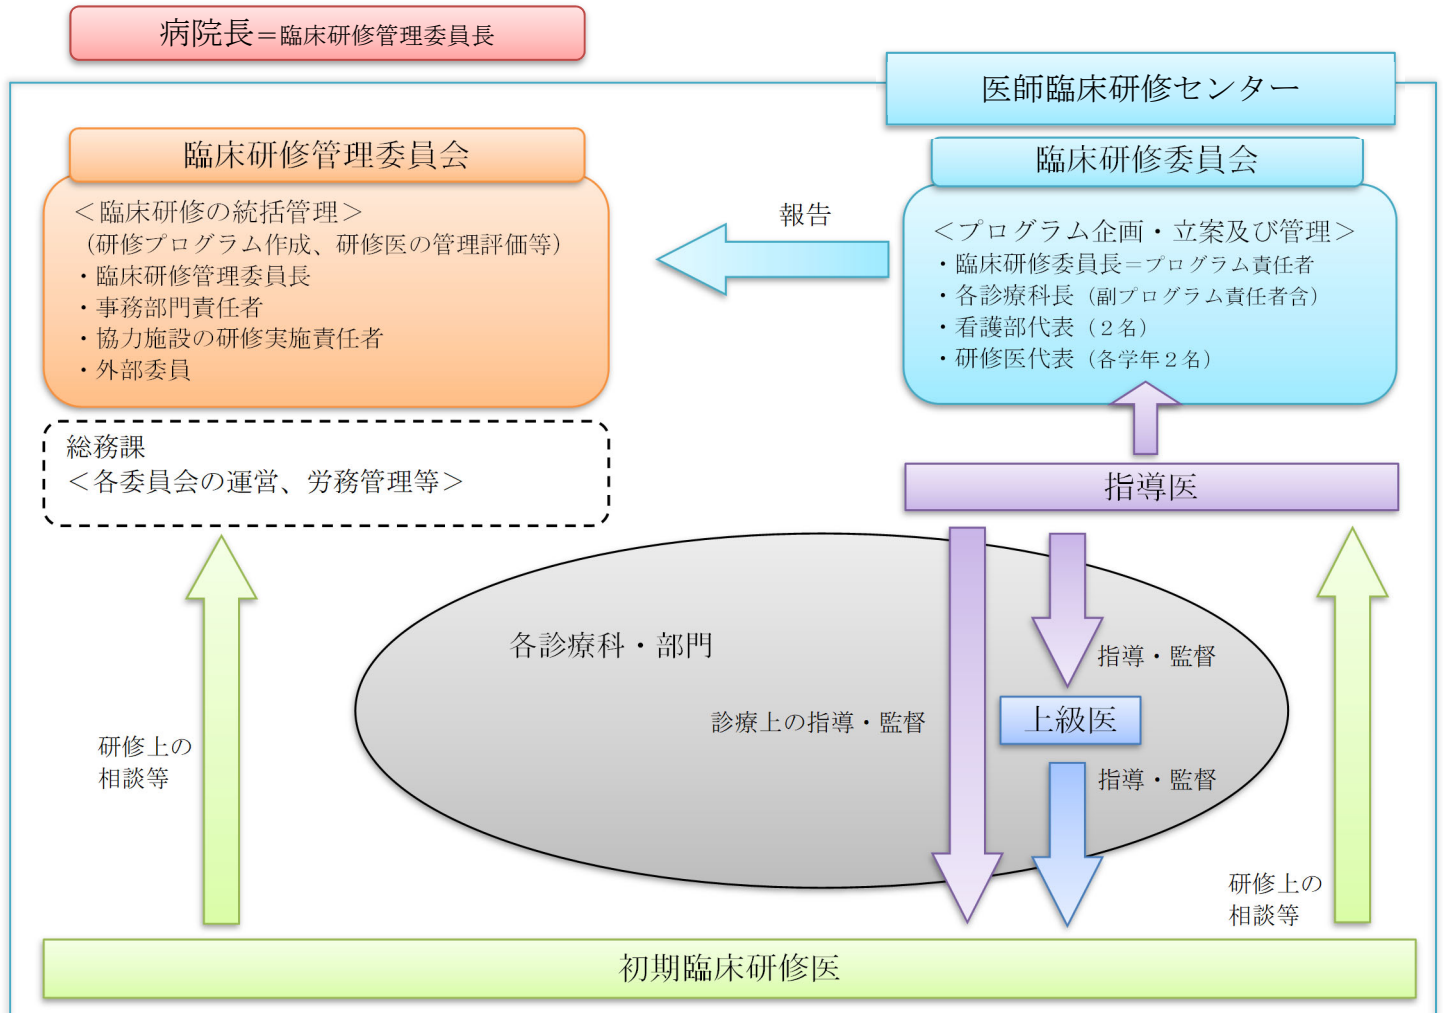 病院長＝臨床研修管理委員長
医師臨床研修センター
臨床研修管理委員会
＜臨床研修の統括管理＞
（研修プログラム作成、研修医の管理評価等）
・臨床研修管理委員長
・事務部門責任者
・協力施設の研修実施責任者
・外部委員
報告
臨床研修委員会
＜プログラム企画・立案及び管理＞
・臨床研修委員長＝プログラム責任者
・各診療科長（副プログラム責任者含）
・看護部代表（２名）
・研修医代表（各学年２名）
総務課
＜各委員会の運営、労務管理等＞
指導医
各診療科・部門
指導・監督
診療上の指導・監督
上級医
指導・監督
研修上の
相談等
研修上の
相談等
初期臨床研修医